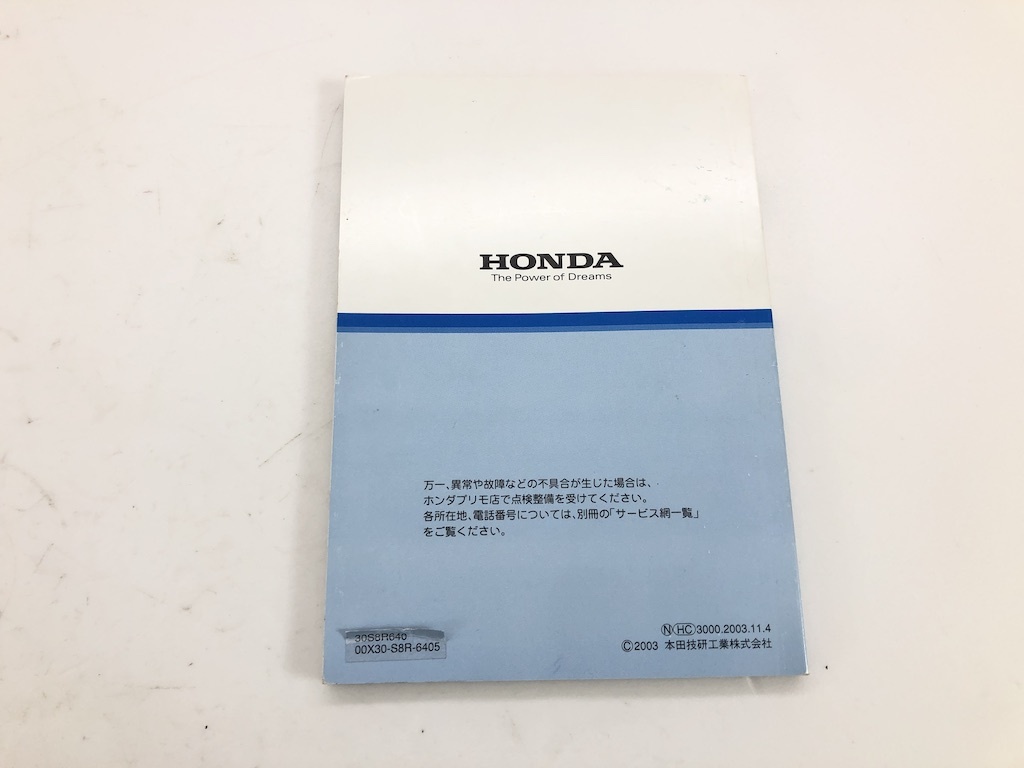 HONDA
The Power of Dreams
万一、異常や故障などの不具合が生じた場合は、
ホンダプリモ店で点検整備を受けてください。
各所在地、電話番号については、別冊の「サービス網一覧」
をご覧ください。
30S8R640
00X30-S8R-6405
Ⓝ HC 3000.2003.11.4
©2003 本田技研工業株式会社